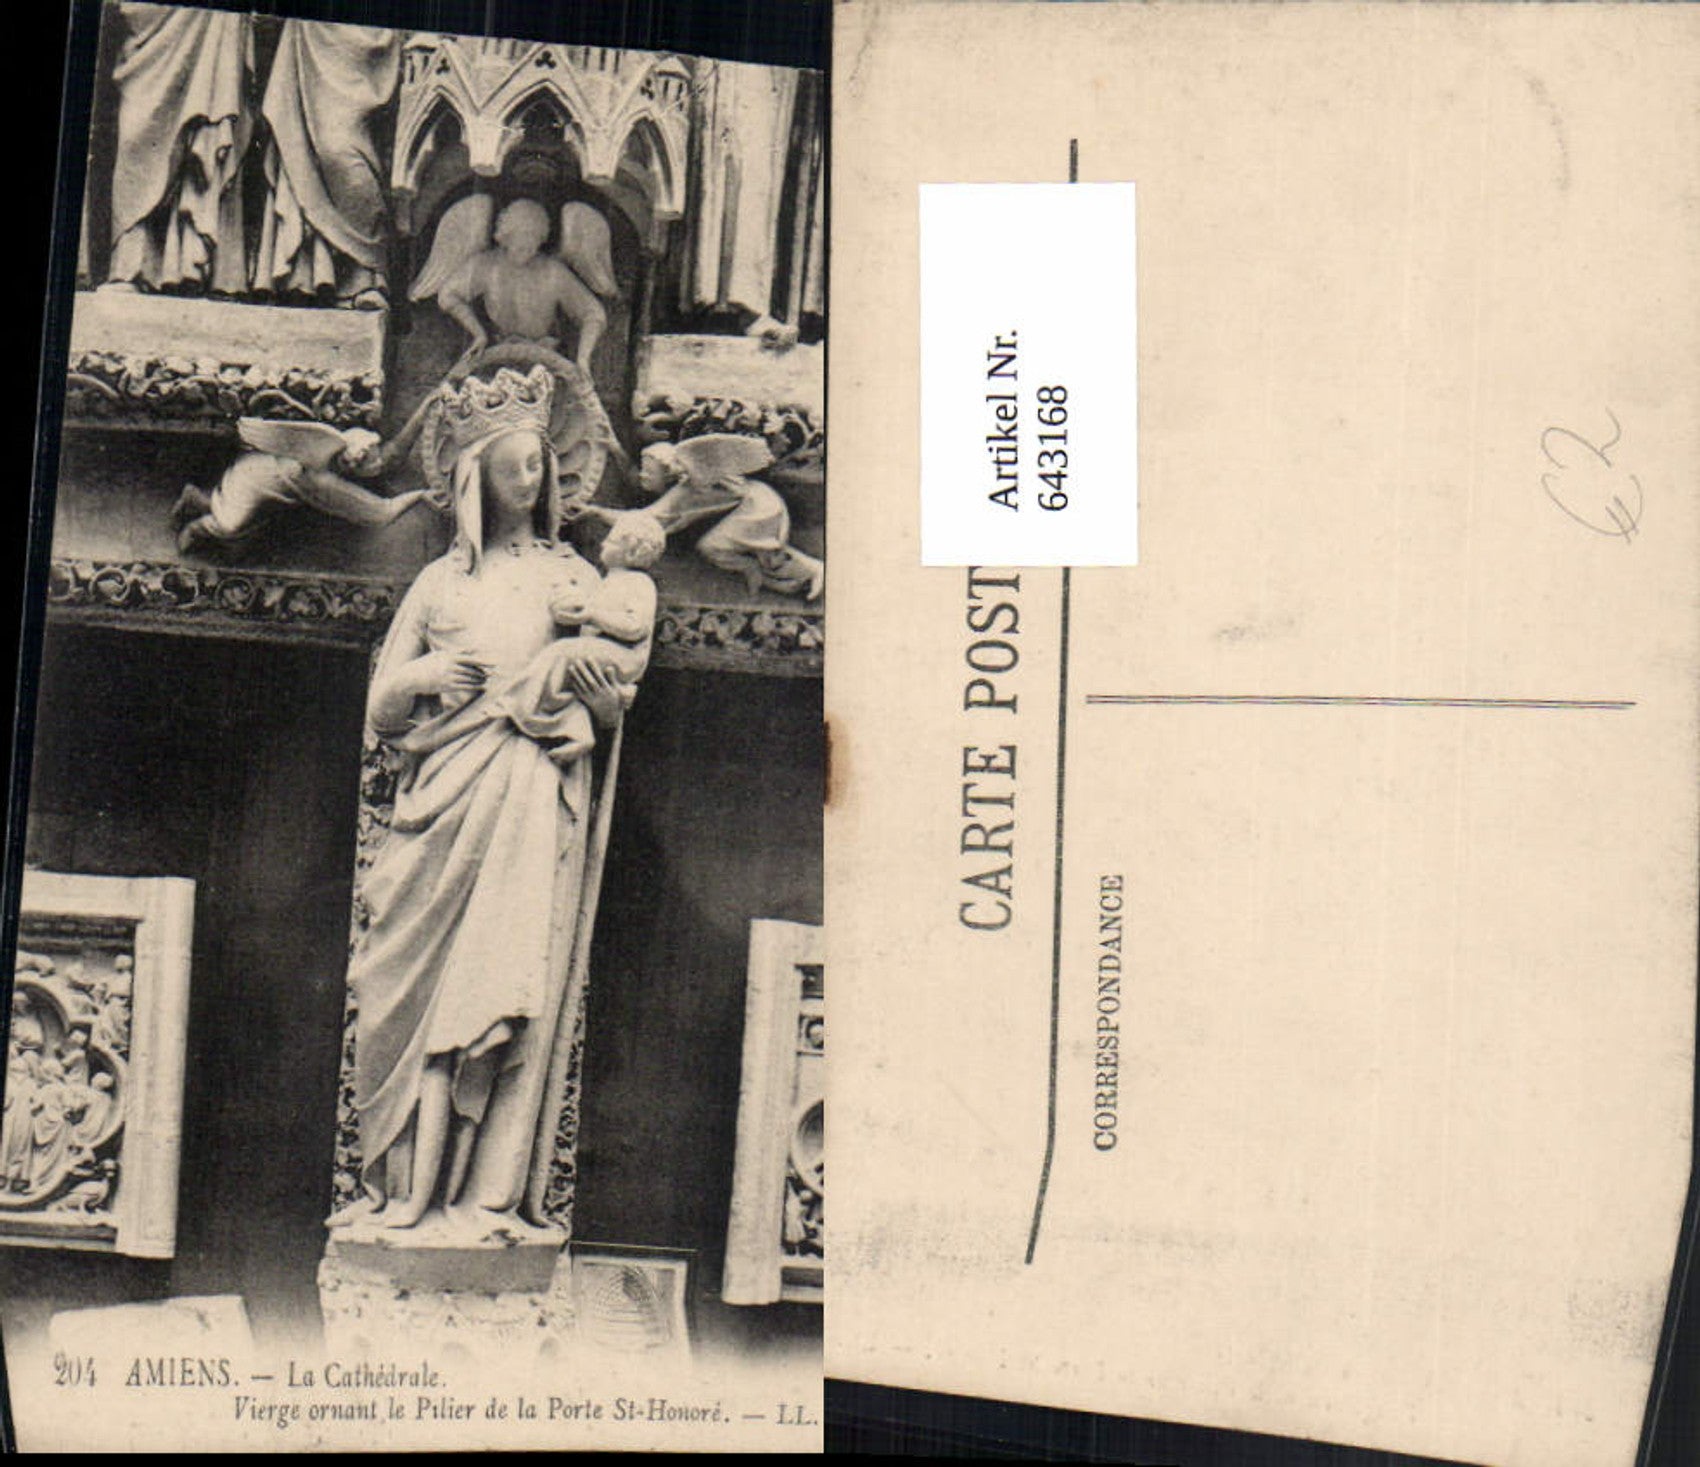 204 AMIENS. — La Cathédrale.
Vierge ornant le Pilier de la Porte St-Honoré. — LL.
Artikel Nr.
643168
CARTE POST
CORRESPONDANCE